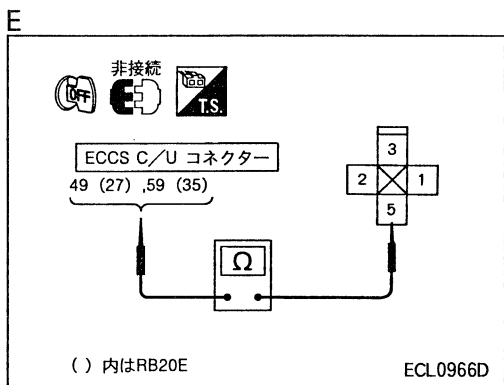 E
OFF
非接続
T.S.
ECCS C/U コネクター
49 (27) ,59 (35)
3
2 1
5
Ω
( ) 内はRB20E
ECL0966D